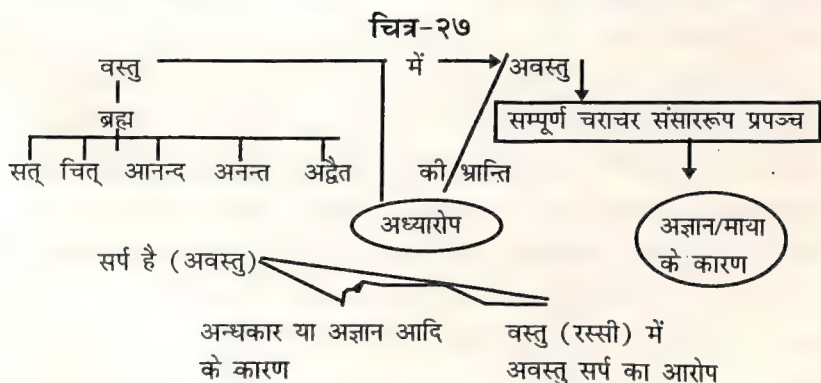 चित्र-२७
वस्तु में अवस्तु
ब्रह्म
सम्पूर्ण चराचर संसाररूप प्रपञ्च
सत् चित् आनन्द अनन्त अद्वैत की भ्रान्ति
अध्यारोप
अज्ञान/माया
के कारण
सर्प है (अवस्तु)
अन्धकार या अज्ञान आदि
के कारण
वस्तु (रस्सी) में
अवस्तु सर्प का आरोप